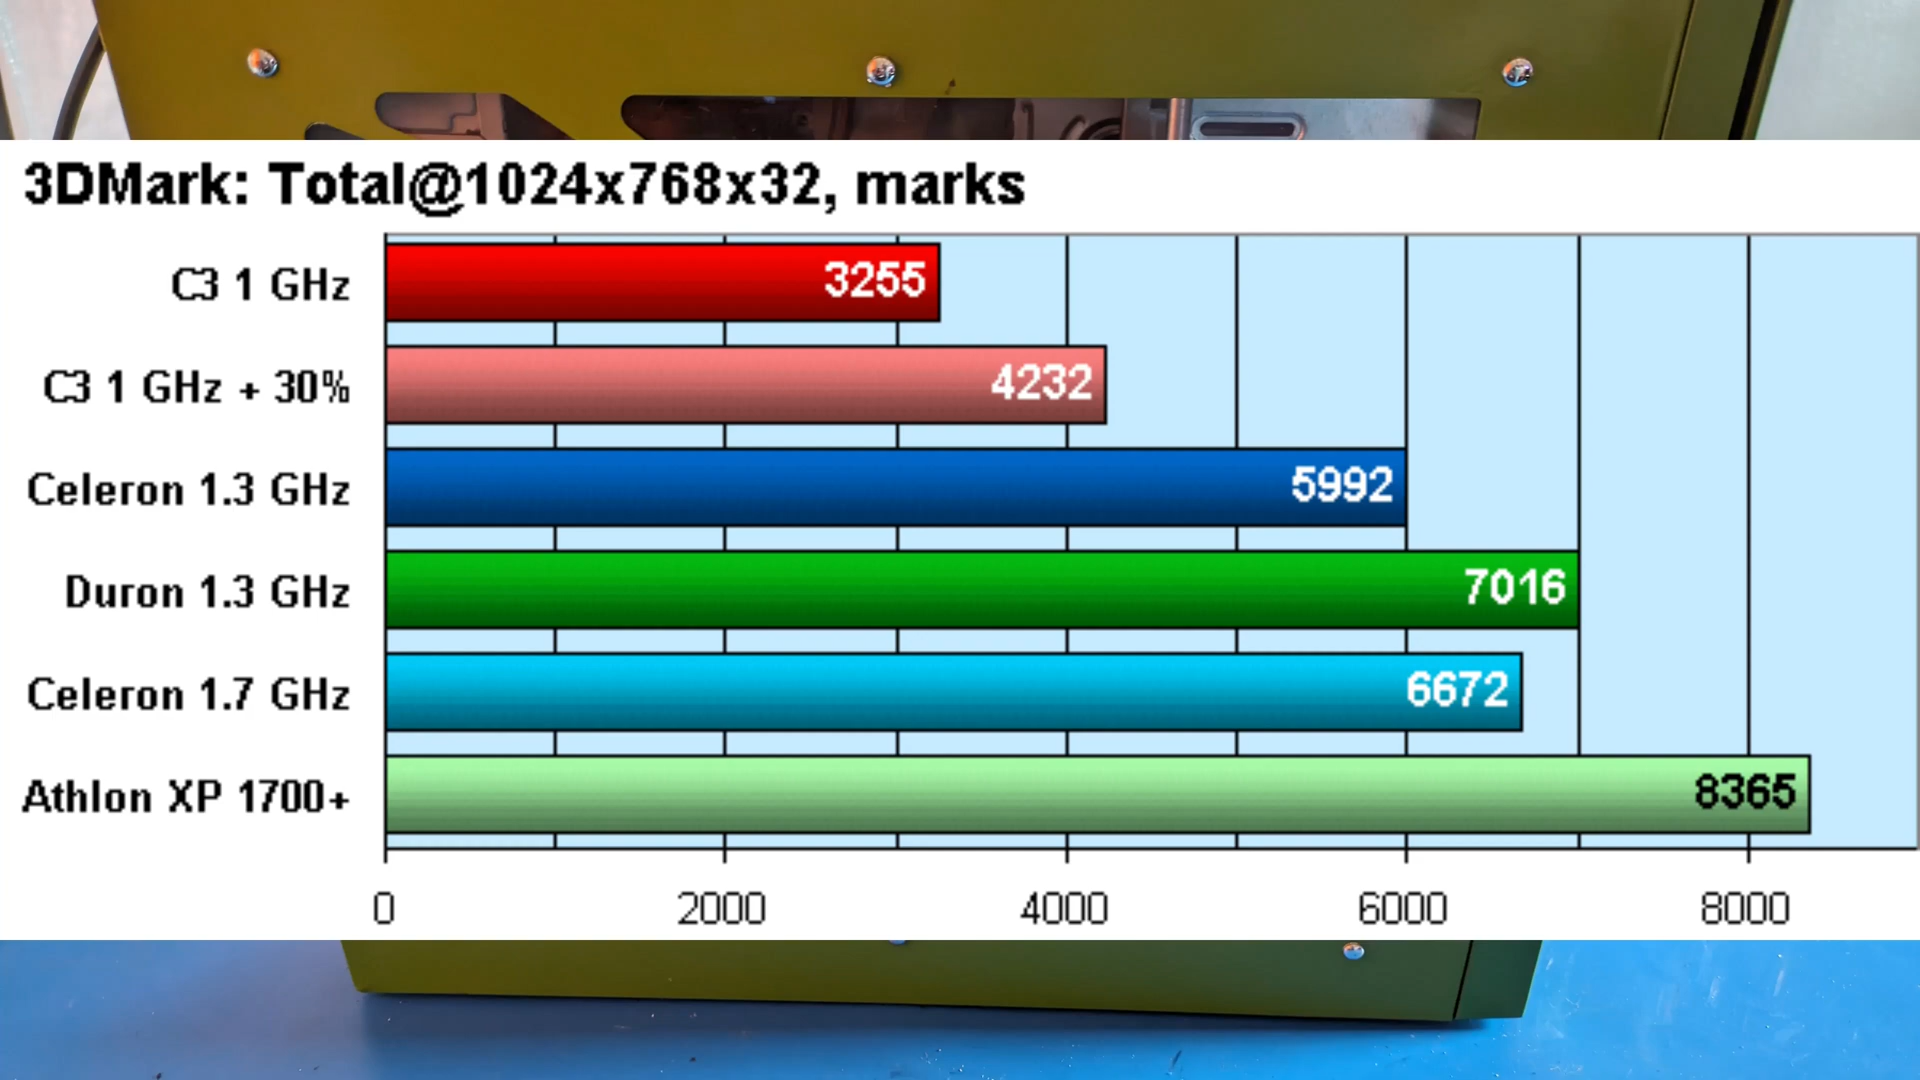 3DMark: Total@1024x768x32, marks
C3 1 GHz 3255
C3 1 GHz + 30% 4232
Celeron 1.3 GHz 5992
Duron 1.3 GHz 7016
Celeron 1.7 GHz 6672
Athlon XP 1700+ 8365
0 2000 4000 6000 8000